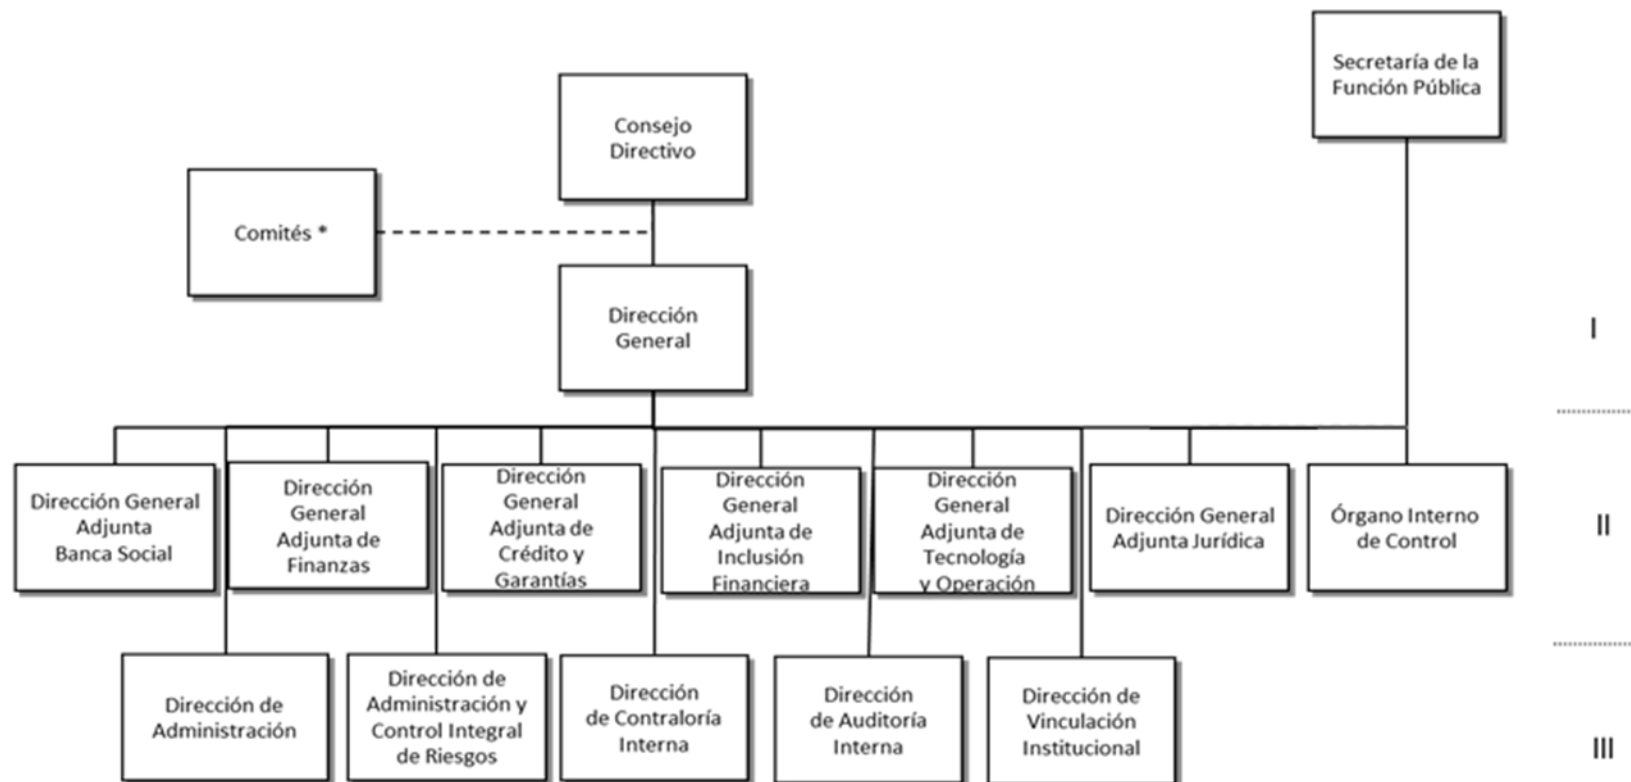 Secretaría de la
Función Pública
Consejo
Directivo
Comités *
Dirección
General
I
Dirección General
Adjunta
Banca Social
Dirección
General
Adjunta de
Finanzas
Dirección
General
Adjunta de
Crédito y
Garantías
Dirección
General
Adjunta de
Inclusión
Financiera
Dirección
General
Adjunta de
Tecnología
y Operación
Dirección General
Adjunta Jurídica
Órgano Interno
de Control
II
Dirección de
Administración
Dirección de
Administración y
Control Integral
de Riesgos
Dirección
de Contraloría
Interna
Dirección
de Auditoría
Interna
Dirección de
Vinculación
Institucional
III